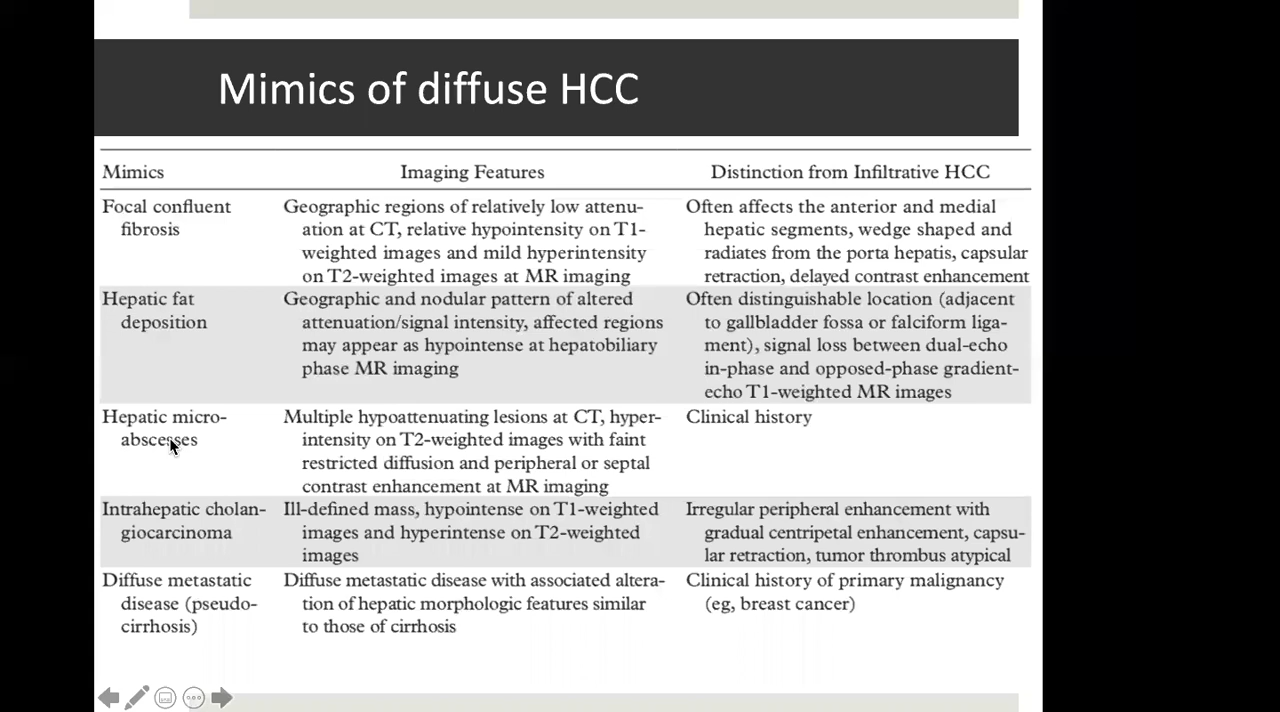 Mimics of diffuse HCC
Mimics
Imaging Features
Distinction from Infiltrative HCC
Focal confluent
fibrosis
Geographic regions of relatively low attenu-
ation at CT, relative hypointensity on T1-
weighted images and mild hyperintensity
on T2-weighted images at MR imaging
Often affects the anterior and medial
hepatic segments, wedge shaped and
radiates from the porta hepatis, capsular
retraction, delayed contrast enhancement
Hepatic fat
deposition
Geographic and nodular pattern of altered
attenuation/signal intensity, affected regions
may appear as hypointense at hepatobiliary
phase MR imaging
Often distinguishable location (adjacent
to gallbladder fossa or falciform liga-
ment), signal loss between dual-echo
in-phase and opposed-phase gradient-
echo T1-weighted MR images
Hepatic micro-
abscesses
Multiple hypoattenuating lesions at CT, hyper-
intensity on T2-weighted images with faint
restricted diffusion and peripheral or septal
contrast enhancement at MR imaging
Clinical history
Intrahepatic cholan-
giocarcinoma
Ill-defined mass, hypointense on T1-weighted
images and hyperintense on T2-weighted
images
Irregular peripheral enhancement with
gradual centripetal enhancement, capsu-
lar retraction, tumor thrombus atypical
Diffuse metastatic
disease (pseudo-
cirrhosis)
Diffuse metastatic disease with associated altera-
tion of hepatic morphologic features similar
to those of cirrhosis
Clinical history of primary malignancy
(eg, breast cancer)